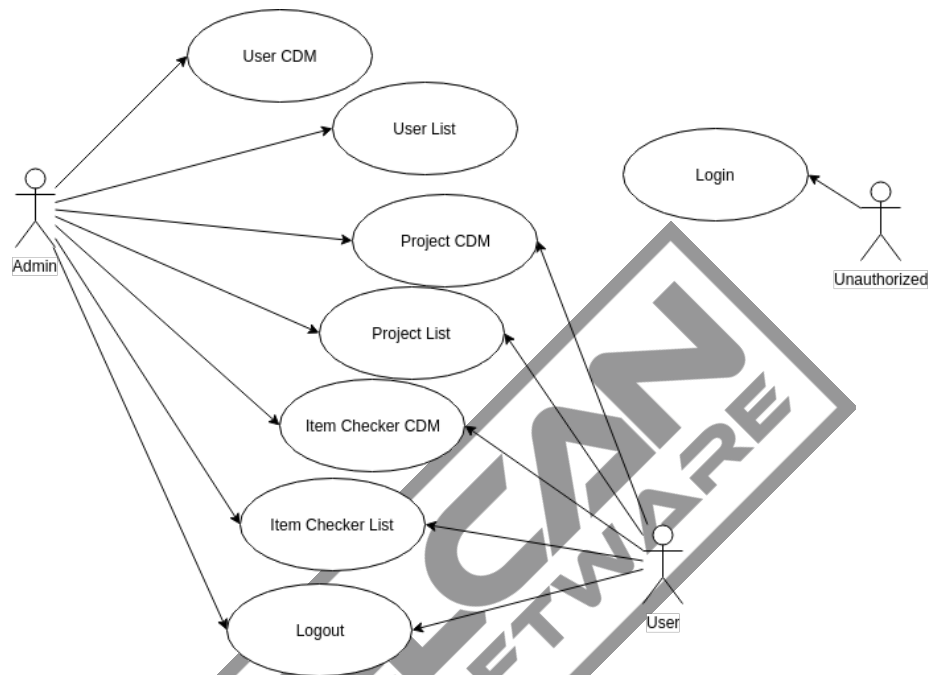 User CDM
User List
Login
Project CDM
Admin
Unauthorized
Project List
Item Checker CDM
Item Checker List
User
Logout